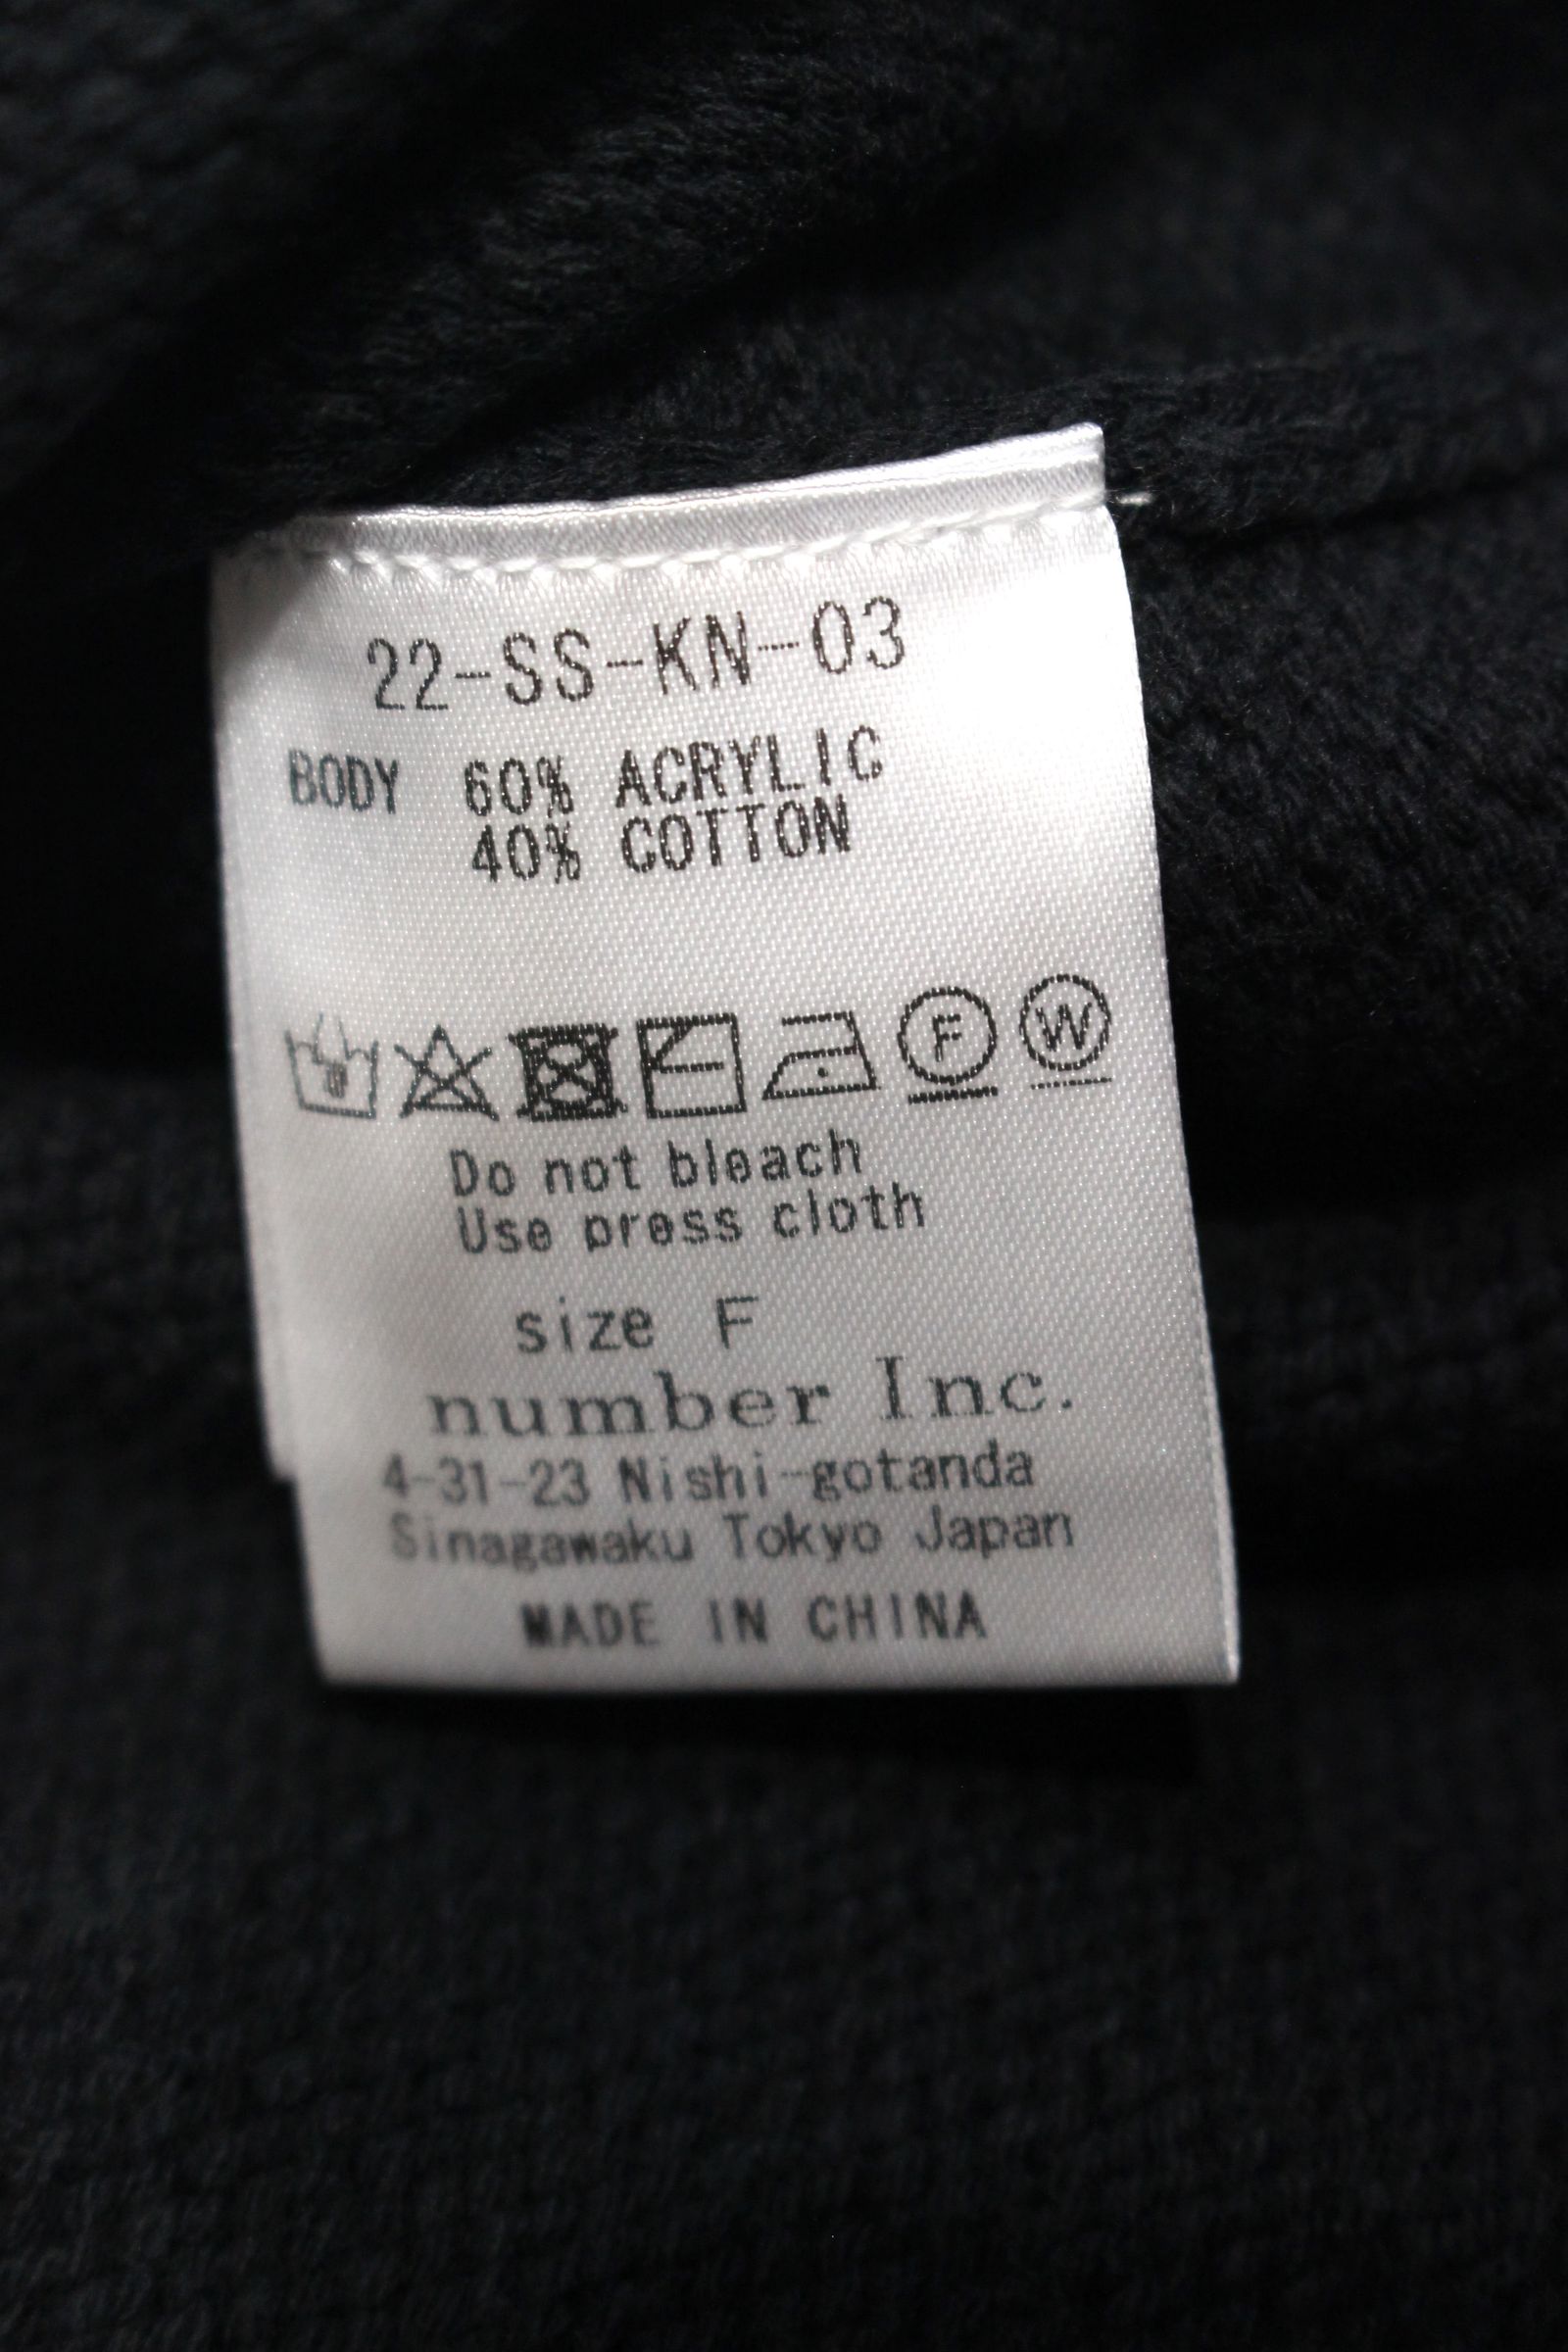 22-SS-KN-03
BODY 60% ACRYLIC
40% COTTON
F W
Do not bleach
Use press cloth
size F
number Inc.
4-31-23 Nishi-gotanda
Sinagawaku Tokyo Japan
MADE IN CHINA